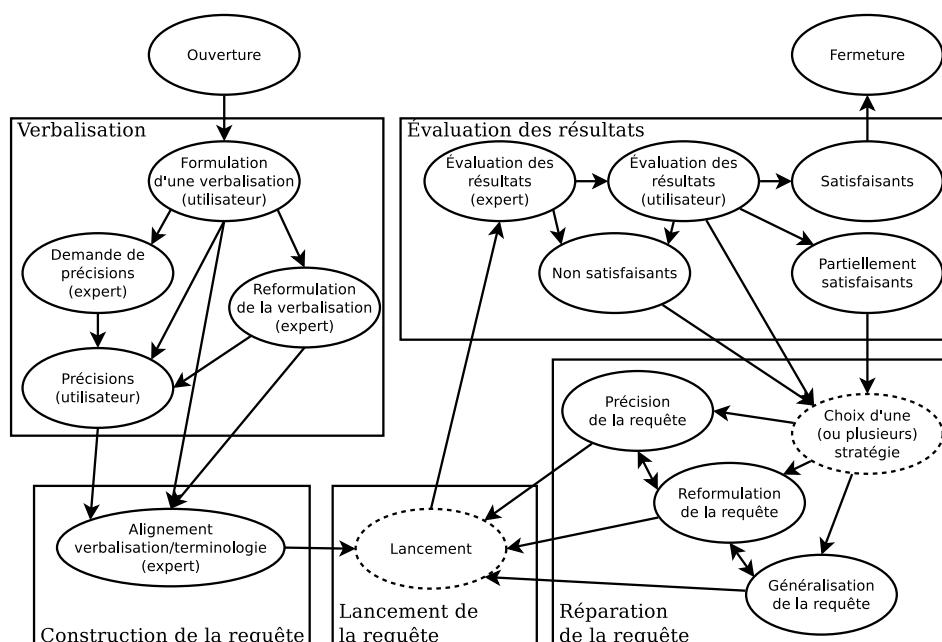 Ouverture
Fermeture
Verbalisation
Formulation
d'une verbalisation
(utilisateur)
Demande de
précisions
(expert)
Reformulation
de la verbalisation
(expert)
Précisions
(utilisateur)
Évaluation des résultats
Évaluation des
résultats
(expert)
Évaluation des
résultats
(utilisateur)
Satisfaisants
Non satisfaisants
Partiellement
satisfaisants
Alignement
verbalisation/terminologie
(expert)
Construction de la requête
Lancement
Lancement de
la requête
Précision
de la requête
Choix d'une
(ou plusieurs)
stratégie
Reformulation
de la requête
Généralisation
de la requête
Réparation
de la requête